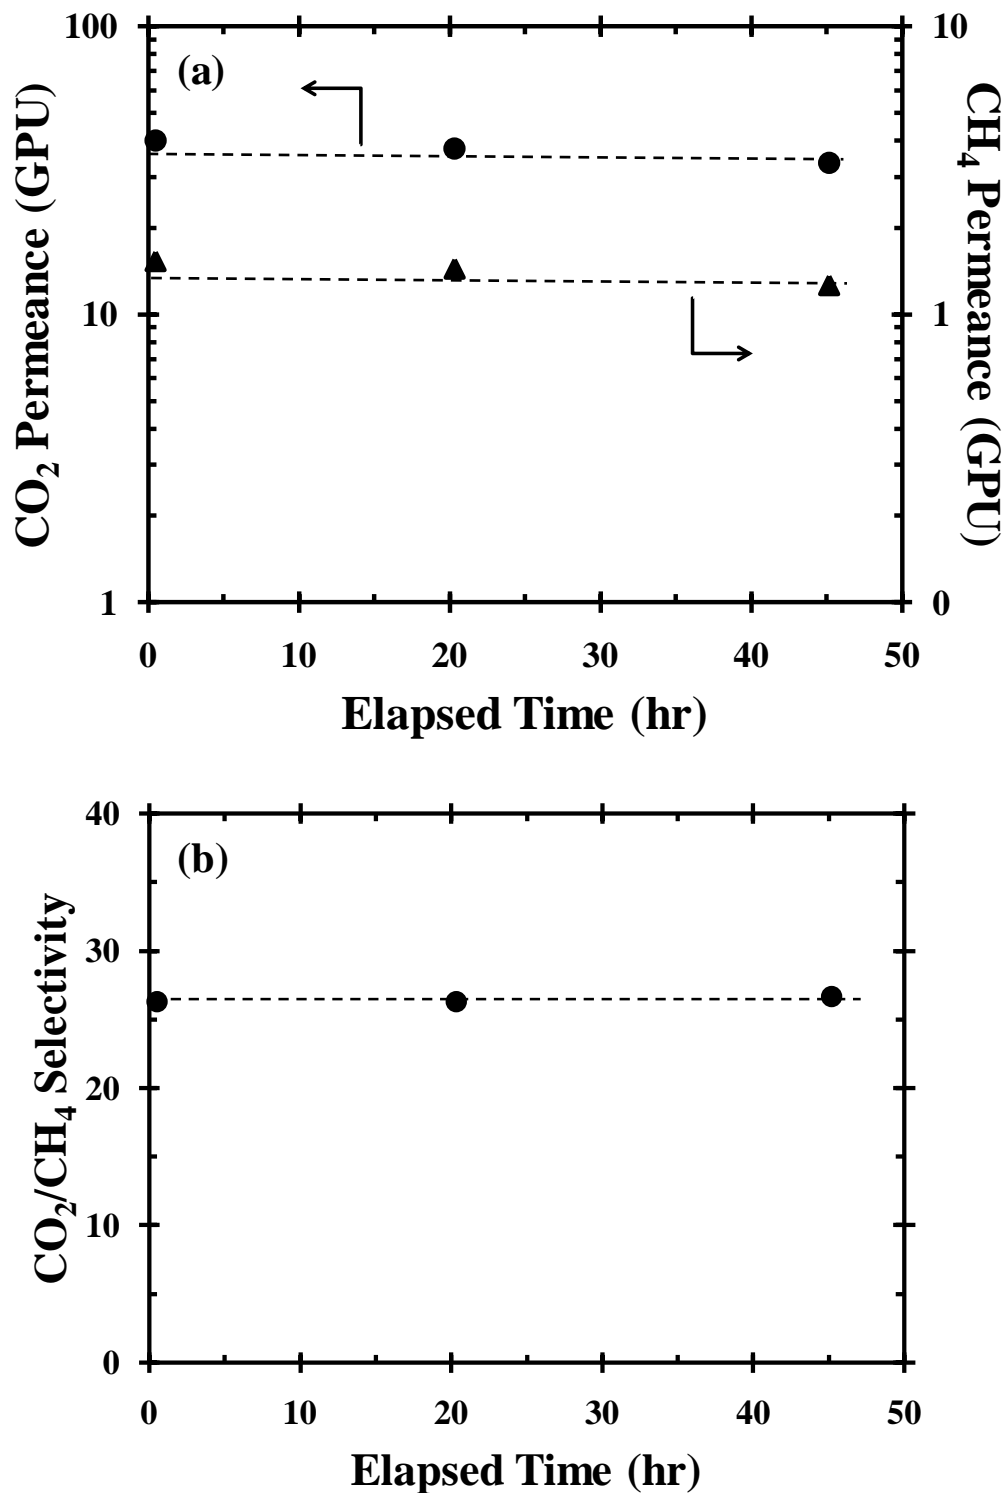 (a)
CO₂ Permeance (GPU)
100
10
1
CH₄ Permeance (GPU)
10
1
0
0 10 20 30 40 50
Elapsed Time (hr)
(b)
CO₂/CH₄ Selectivity
40
30
20
10
0
0 10 20 30 40 50
Elapsed Time (hr)